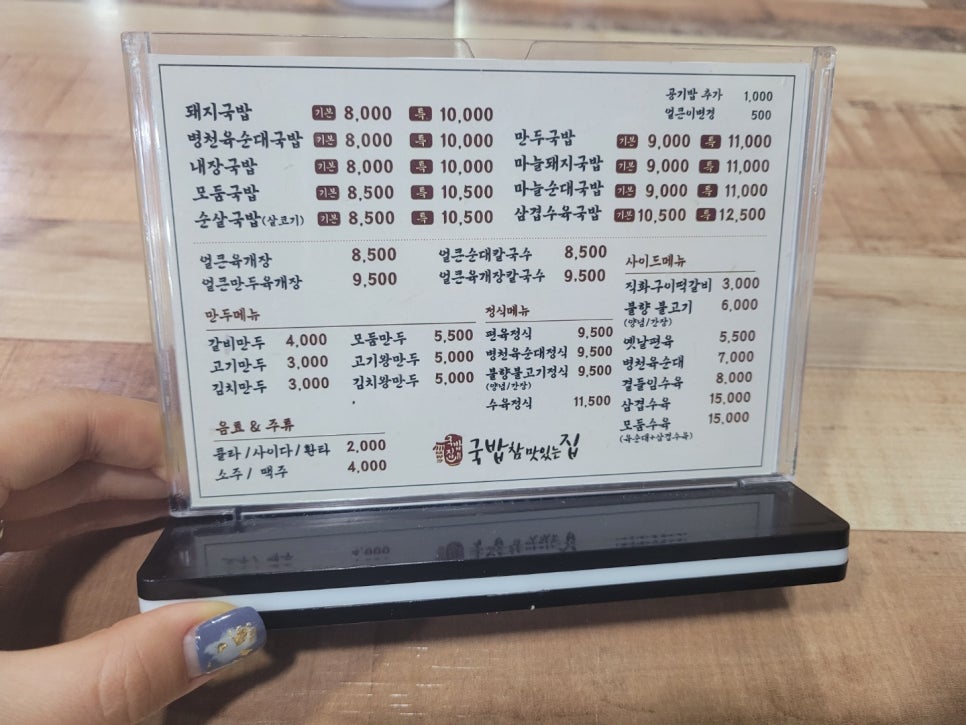 공기밥 추가 1,000
얼큰이변경 500
돼지국밥 기본 8,000 특 10,000
병천육순대국밥 기본 8,000 특 10,000
내장국밥 기본 8,000 특 10,000
모둠국밥 기본 8,500 특 10,500
순살국밥(살코기) 기본 8,500 특 10,500
만두국밥 기본 9,000 특 11,000
마늘돼지국밥 기본 9,000 특 11,000
마늘순대국밥 기본 9,000 특 11,000
삼겹수육국밥 기본 10,500 특 12,500
얼큰육개장 8,500
얼큰만두육개장 9,500
얼큰순대칼국수 8,500
얼큰육개장칼국수 9.500
만두메뉴
갈비만두 4,000
고기만두 3,000
김치만두 3,000
모둠만두 5,500
고기왕만두 5,000
김치왕만두 5,000
정식메뉴
편육정식 9,500
병천육순대정식 9,500
불향불고기정식 9,500
(양념/간장)
수육정식 11,500
사이드메뉴
직화구이떡갈비 3,000
불향 불고기 6,000
(양념/간장)
옛날편육 5,500
병천육순대 7,000
곁들임수육 8,000
삼겹수육 15,000
모둠수육 15,000
(육순대+삼겹수육)
음료 & 주류
콜라/사이다/환타 2,000
소주/ 맥주 4,000
국밥참맛있는집